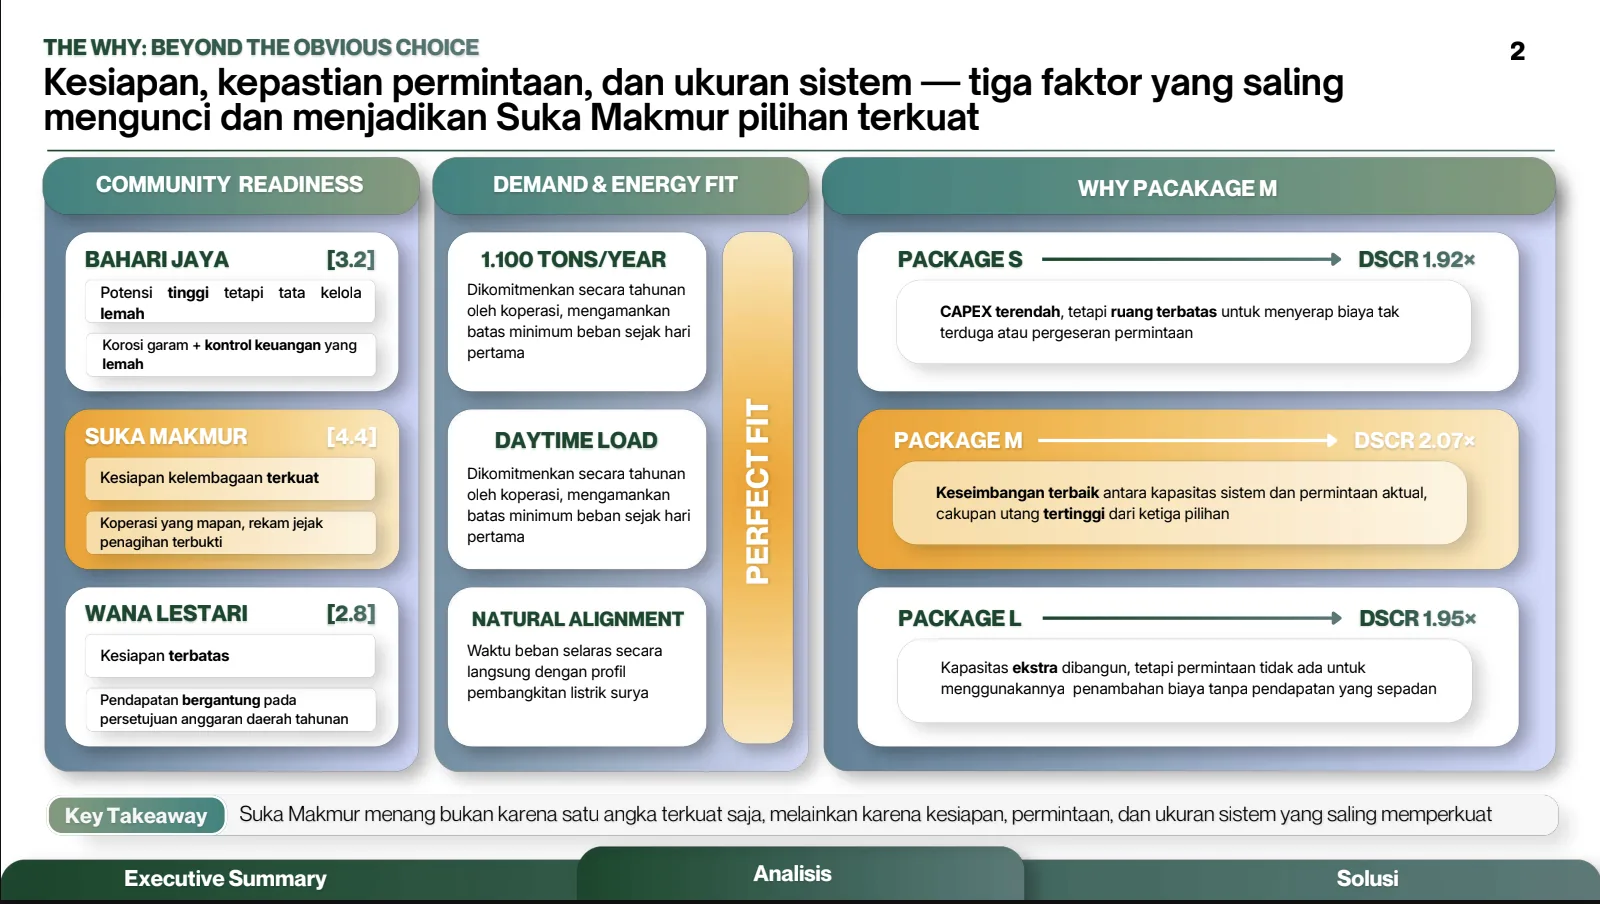 THE WHY: BEYOND THE OBVIOUS CHOICE
2
Kesiapan, kepastian permintaan, dan ukuran sistem — tiga faktor yang saling
mengunci dan menjadikan Suka Makmur pilihan terkuat
COMMUNITY READINESS
BAHARI JAYA [3.2]
Potensi tinggi tetapi tata kelola
lemah
Korosi garam + kontrol keuangan yang
lemah
SUKA MAKMUR [4.4]
Kesiapan kelembagaan terkuat
Koperasi yang mapan, rekam jejak
penagihan terbukti
WANA LESTARI [2.8]
Kesiapan terbatas
Pendapatan bergantung pada
persetujuan anggaran daerah tahunan
DEMAND & ENERGY FIT
1.100 TONS/YEAR
Dikomitmenkan secara tahunan
oleh koperasi, mengamankan
batas minimum beban sejak hari
pertama
DAYTIME LOAD
Dikomitmenkan secara tahunan
oleh koperasi, mengamankan
batas minimum beban sejak hari
pertama
NATURAL ALIGNMENT
Waktu beban selaras secara
langsung dengan profil
pembangkitan listrik surya
PERFECT FIT
WHY PACAKAGE M
PACKAGE S DSCR 1.92×
CAPEX terendah, tetapi ruang terbatas untuk menyerap biaya tak
terduga atau pergeseran permintaan
PACKAGE M DSCR 2.07×
Keseimbangan terbaik antara kapasitas sistem dan permintaan aktual,
cakupan utang tertinggi dari ketiga pilihan
PACKAGE L DSCR 1.95×
Kapasitas ekstra dibangun, tetapi permintaan tidak ada untuk
menggunakannya penambahan biaya tanpa pendapatan yang sepadan
Key Takeaway
Suka Makmur menang bukan karena satu angka terkuat saja, melainkan karena kesiapan, permintaan, dan ukuran sistem yang saling memperkuat
Executive Summary
Analisis
Solusi